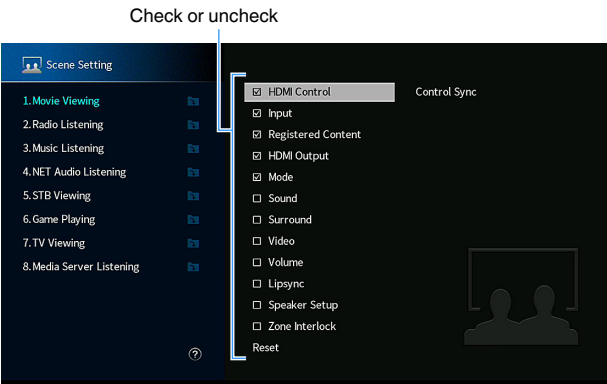 Check or uncheck
Scene Setting
1.Movie Viewing
2.Radio Listening
3.Music Listening
4.NET Audio Listening
5.STB Viewing
6.Game Playing
7.TV Viewing
8.Media Server Listening
?
HDMI Control
Control Sync
Input
Registered Content
HDMI Output
Mode
Sound
Surround
Video
Volume
Lipsync
Speaker Setup
Zone Interlock
Reset